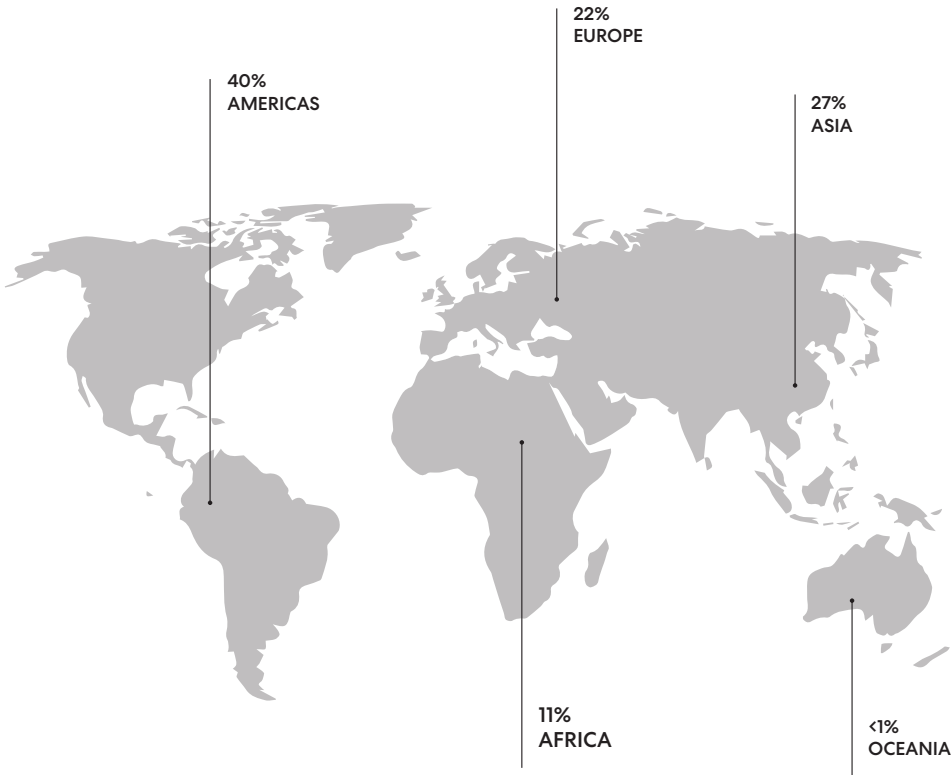 22%
EUROPE
40%
AMERICAS
27%
ASIA
11%
AFRICA
<1%
OCEANIA